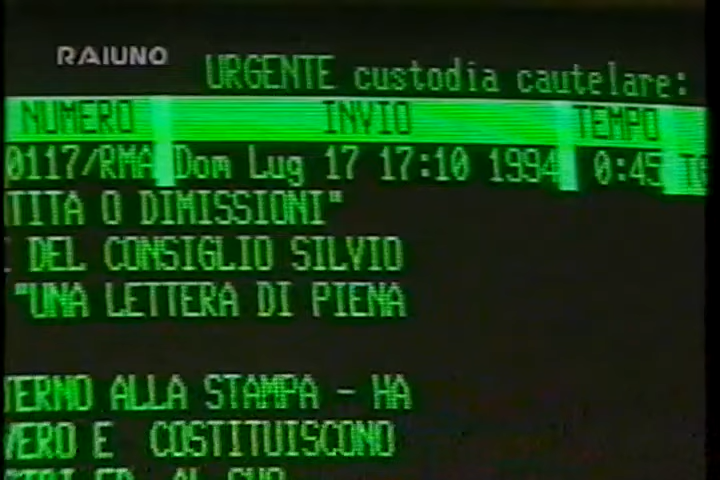 RAIUNO
URGENTE custodia cautelare:
NUMERO INVIO TEMPO
0117/RMA Dom Lug 17 17:10 1994 0:45
TITA O DIMISSIONI"
DEL CONSIGLIO SILVIO
"UNA LETTERA DI PIENA
TERNO ALLA STAMPA - HA
VERO E COSTITUISCONO